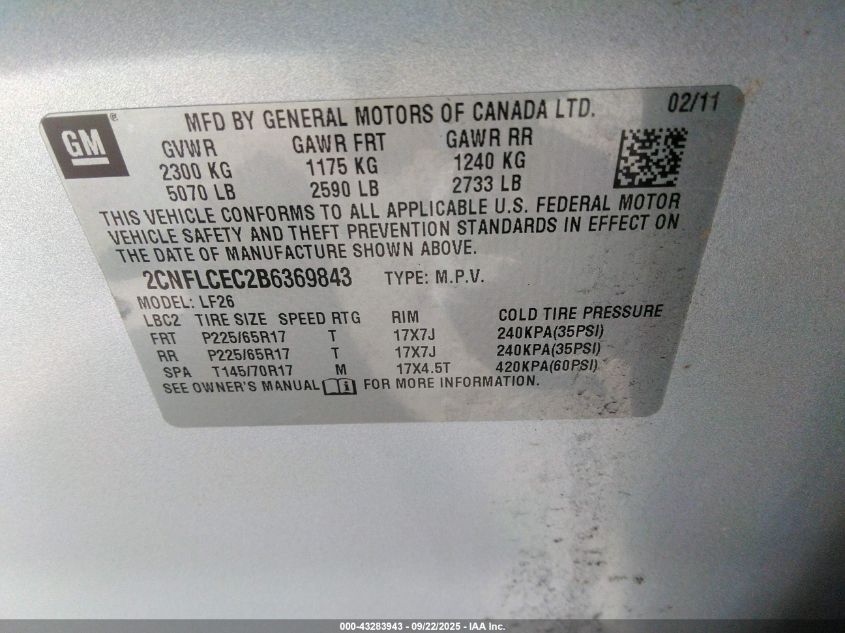 GM®
MFD BY GENERAL MOTORS OF CANADA LTD. 02/11
GVWR GAWR FRT GAWR RR
2300 KG 1175 KG 1240 KG
5070 LB 2590 LB 2733 LB
THIS VEHICLE CONFORMS TO ALL APPLICABLE U.S. FEDERAL MOTOR
VEHICLE SAFETY AND THEFT PREVENTION STANDARDS IN EFFECT ON
THE DATE OF MANUFACTURE SHOWN ABOVE.
2CNFLCEC2B6369843 TYPE: M.P.V.
MODEL: LF26
LBC2 TIRE SIZE SPEED RTG RIM COLD TIRE PRESSURE
FRT P225/65R17 T 17X7J 240KPA(35PSI)
RR P225/65R17 T 17X7J 240KPA(35PSI)
SPA T145/70R17 M 17X4.5T 420KPA(60PSI)
SEE OWNER'S MANUAL FOR MORE INFORMATION.
000-43283943 - 09/22/2025 - IAA Inc.